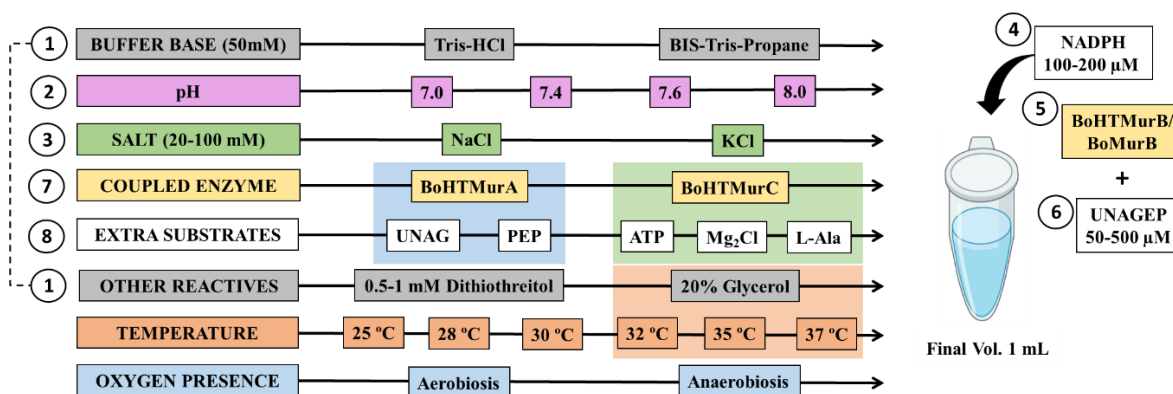 1 BUFFER BASE (50mM) Tris-HCl BIS-Tris-Propane
2 pH 7.0 7.4 7.6 8.0
3 SALT (20-100 mM) NaCl KCl
7 COUPLED ENZYME BoHTMurA BoHTMurC
8 EXTRA SUBSTRATES UNAG PEP ATP Mg₂Cl L-Ala
1 OTHER REACTIVES 0.5-1 mM Dithiothreitol 20% Glycerol
TEMPERATURE 25 ºC 28 ºC 30 ºC 32 ºC 35 ºC 37 ºC
OXYGEN PRESENCE Aerobiosis Anaerobiosis
4
NADPH
100-200 µM
5
BoHTMurB/
BoMurB
+
6
UNAGEP
50-500 µM
Final Vol. 1 mL